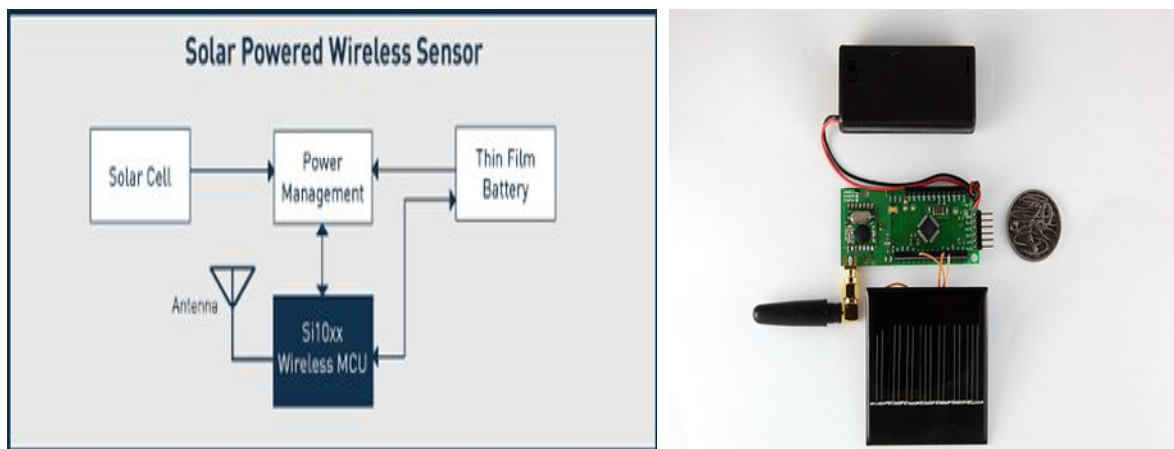 Solar Powered Wireless Sensor
Solar Cell
Power
Management
Thin Film
Battery
Antenna
Si10xx
Wireless MCU